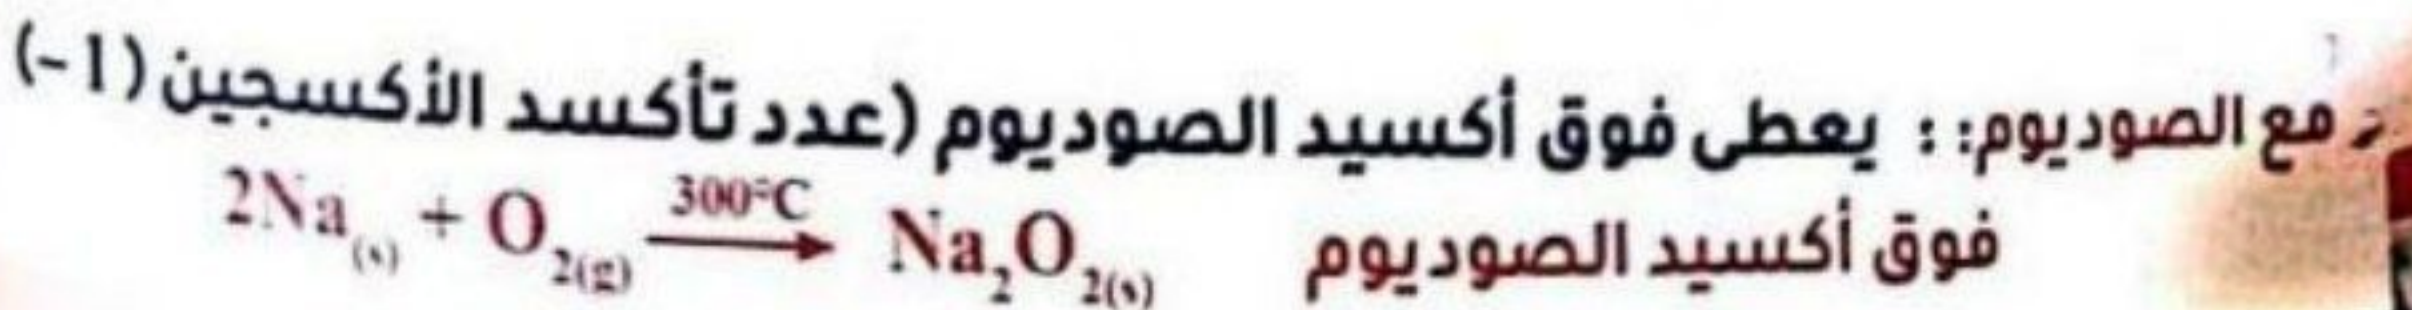 مع الصوديوم: : يعطى فوق أكسيد الصوديوم (عدد تأكسد الأكسجين (1-)
2Na(s) + O2(g) 300°C → Na2O2(s) فوق أكسيد الصوديوم